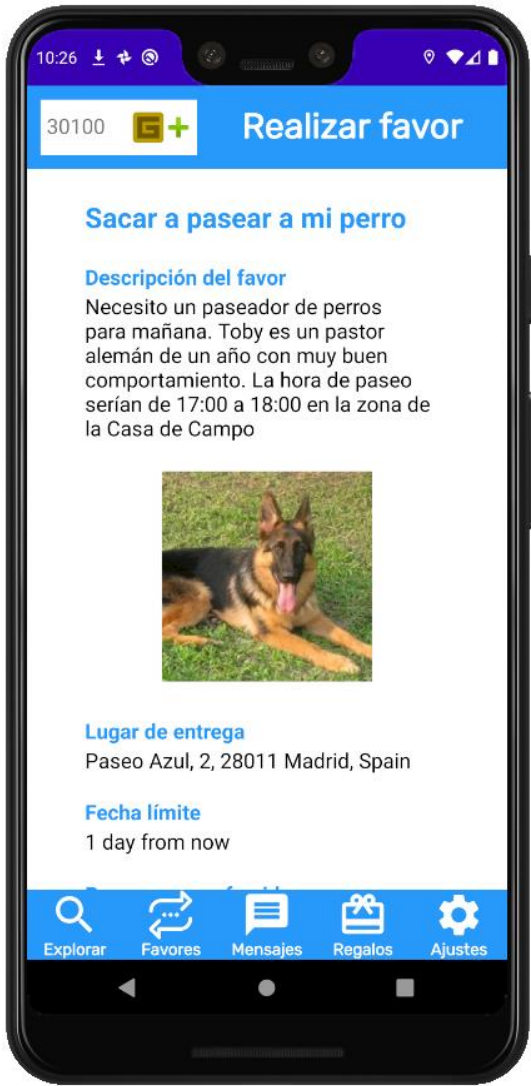 10:26
30100 G+
Realizar favor
Sacar a pasear a mi perro
Descripción del favor
Necesito un paseador de perros
para mañana. Toby es un pastor
alemán de un año con muy buen
comportamiento. La hora de paseo
serían de 17:00 a 18:00 en la zona de
la Casa de Campo
Lugar de entrega
Paseo Azul, 2, 28011 Madrid, Spain
Fecha límite
1 day from now
Explorar
Favores
Mensajes
Regalos
Ajustes